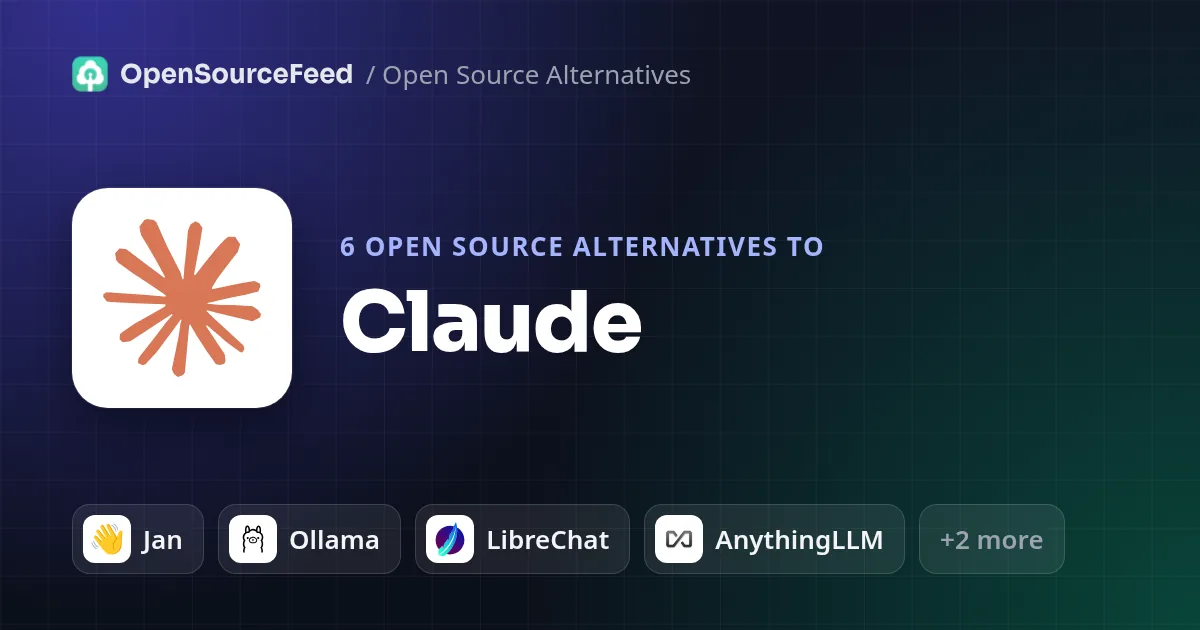 OpenSourceFeed / Open Source Alternatives
6 OPEN SOURCE ALTERNATIVES TO
Claude
Jan Ollama LibreChat AnythingLLM +2 more